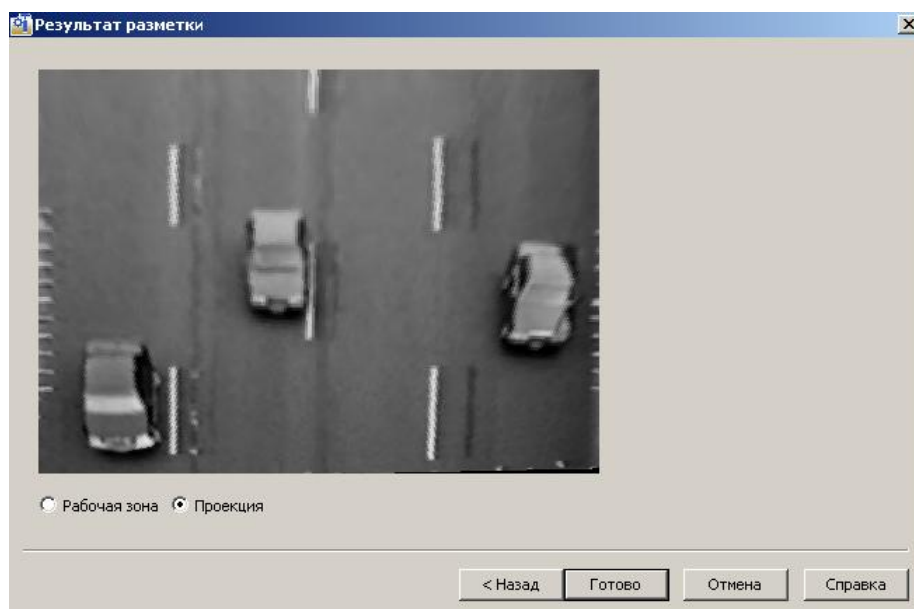 Результат разметки
Рабочая зона Проекция
< Назад Готово Отмена Справка